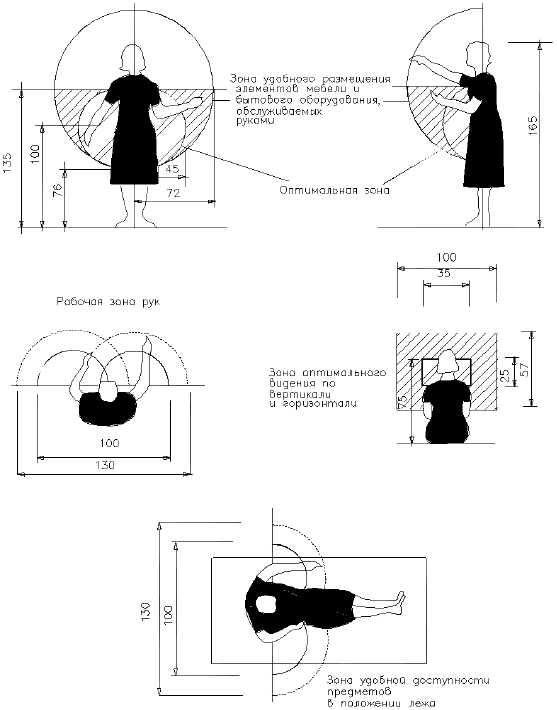 Зона удобного размещения
элементов мебели и
бытового оборудования,
обслуживаемых
руками
135
100
76
45
72
165
Оптимальная зона
Рабочая зона рук
100
130
100
35
Зона оптимального
видения по
вертикали
и горизонтали
75
25
57
130
100
Зона удобной доступности
предметов
в положении лежа